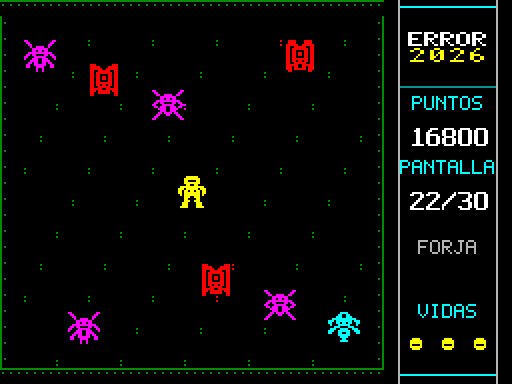 ERROR
2026
PUNTOS
16800
PANTALLA
22/30
FORJA
VIDAS